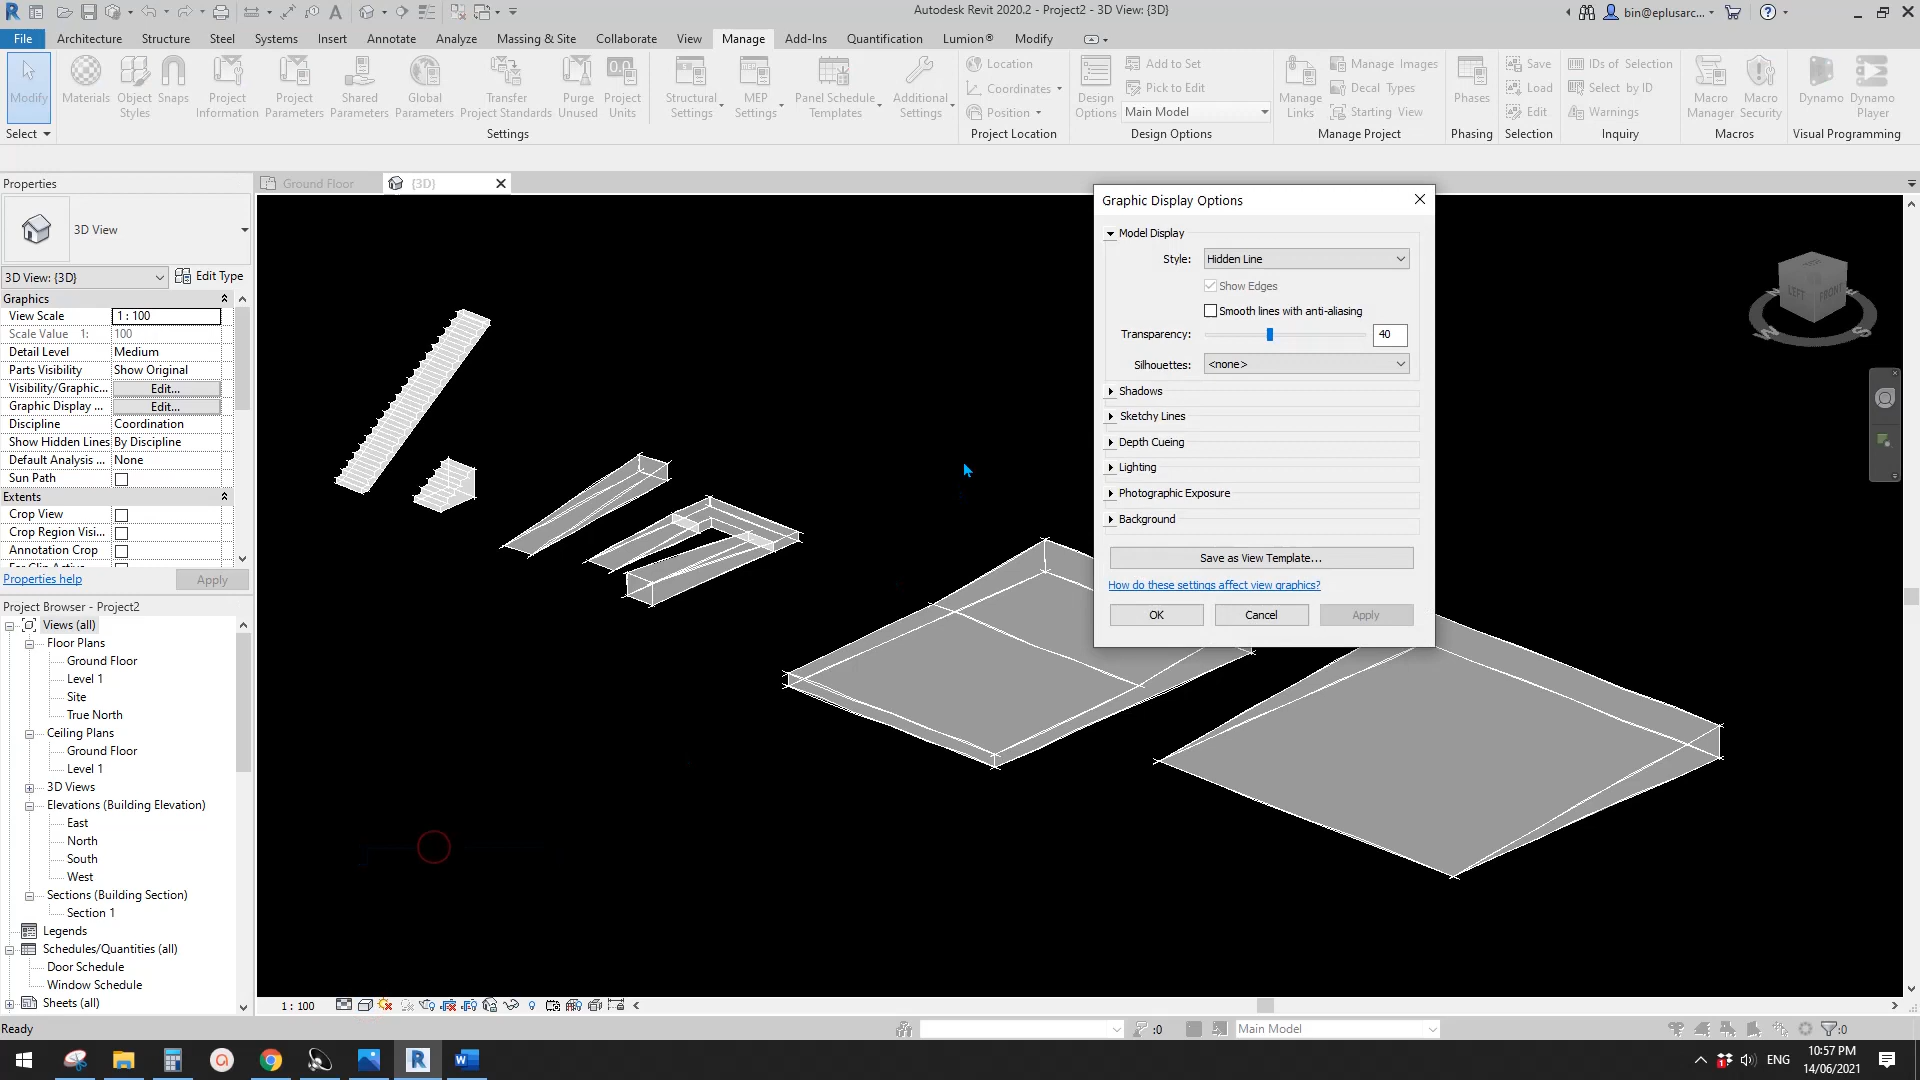 Autodesk Revit 2020.2 - Project2 - 3D View: {3D}
bin@eplusarc...
File Architecture Structure Steel Systems Insert Annotate Analyze Massing & Site Collaborate View Manage Add-Ins Quantification Lumion® Modify
Modify
Materials
Object Styles
Snaps
Project Information
Project Parameters
Shared Parameters
Global Parameters
Transfer Project Standards
Purge Unused
Project Units
Structural Settings
MEP Settings
Panel Schedule Templates
Additional Settings
Location
Coordinates
Position
Design Options
Add to Set
Pick to Edit
Main Model
Manage Links
Manage Images
Decal Types
Starting View
Phases
Save
Load
Edit
IDs of Selection
Select by ID
Warnings
Macro Manager
Macro Security
Dynamo
Dynamo Player
Select Settings Project Location Design Options Manage Project Phasing Selection Inquiry Macros Visual Programming
Properties
Ground Floor
{3D}
3D View
3D View: {3D} Edit Type
Graphics
View Scale 1 : 100
Scale Value 1: 100
Detail Level Medium
Parts Visibility Show Original
Visibility/Graphic... Edit...
Graphic Display ... Edit...
Discipline Coordination
Show Hidden Lines By Discipline
Default Analysis ... None
Sun Path
Extents
Crop View
Crop Region Visi...
Annotation Crop
Properties help Apply
Project Browser - Project2
Views (all)
Floor Plans
Ground Floor
Level 1
Site
True North
Ceiling Plans
Ground Floor
Level 1
3D Views
Elevations (Building Elevation)
East
North
South
West
Sections (Building Section)
Section 1
Legends
Schedules/Quantities (all)
Door Schedule
Window Schedule
Sheets (all)
Graphic Display Options
Model Display
Style: Hidden Line
Show Edges
Smooth lines with anti-aliasing
Transparency: 40
Silhouettes: <none>
Shadows
Sketchy Lines
Depth Cueing
Lighting
Photographic Exposure
Background
Save as View Template...
How do these settings affect view graphics?
OK Cancel Apply
LEFT FRONT
W S
1 : 100
Ready
:0
Main Model
:0
ENG
10:57 PM
14/06/2021